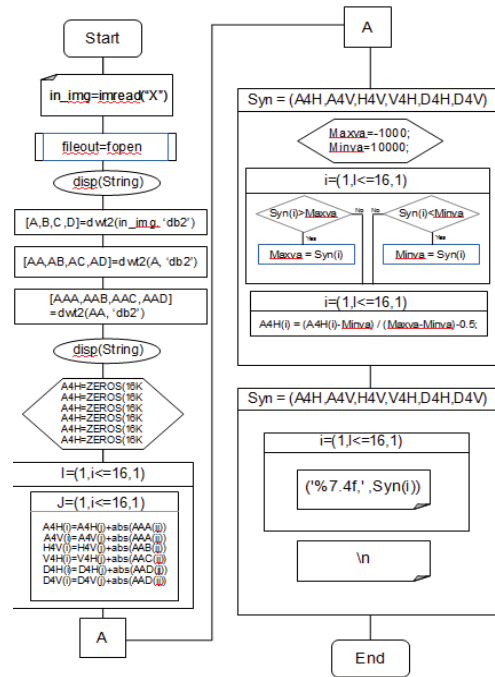 Start
in_img=imread("X")
fileout=fopen
disp(String)
[A,B,C,D]=dwt2(in_img, 'db2')
[AA,AB,AC,AD]=dwt2(A, 'db2')
[AAA,AAB,AAC,AAD]
=dwt2(AA, 'db2')
disp(String)
A4H=ZEROS(16K
A4H=ZEROS(16K
A4H=ZEROS(16K
A4H=ZEROS(16K
A4H=ZEROS(16K
A4H=ZEROS(16K
I=(1,i<=16,1)
J=(1,i<=16,1)
A4H(i)=A4H(j)+abs(AAA(ij))
A4V(i)=A4V(j)+abs(AAA(ij))
H4V(i)=H4V(j)+abs(AAB(ij))
V4H(i)=V4H(j)+abs(AAC(ij))
D4H(i)=D4H(j)+abs(AAD(ij))
D4V(i)=D4V(j)+abs(AAD(ij))
A
A
Syn = (A4H,A4V,H4V,V4H,D4H,D4V)
Maxva=-1000;
Minva=10000;
i=(1,I<=16,1)
Syn(i)>Maxva
No
No
Syn(i)<Minva
Yes
Yes
Maxva = Syn(i)
Minva = Syn(i)
i=(1,I<=16,1)
A4H(i) = (A4H(i)-Minva) / (Maxva-Minva)-0.5;
Syn = (A4H,A4V,H4V,V4H,D4H,D4V)
i=(1,I<=16,1)
('%7.4f,' ,Syn(i))
\n
End